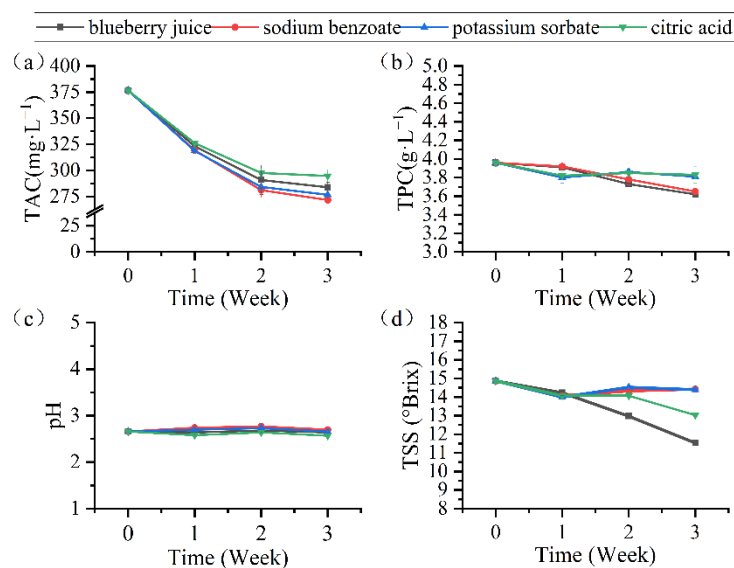 blueberry juice sodium benzoate potassium sorbate citric acid
(a)
TAC(mg·L⁻¹)
400
375
350
325
300
275
25
0
0 1 2 3
Time (Week)
(b)
TPC(g·L⁻¹)
5.0
4.8
4.6
4.4
4.2
4.0
3.8
3.6
3.4
3.2
3.0
0 1 2 3
Time (Week)
(c)
pH
5
4
3
2
1
0 1 2 3
Time (Week)
(d)
TSS (°Brix)
18
17
16
15
14
13
12
11
10
9
8
0 1 2 3
Time (Week)